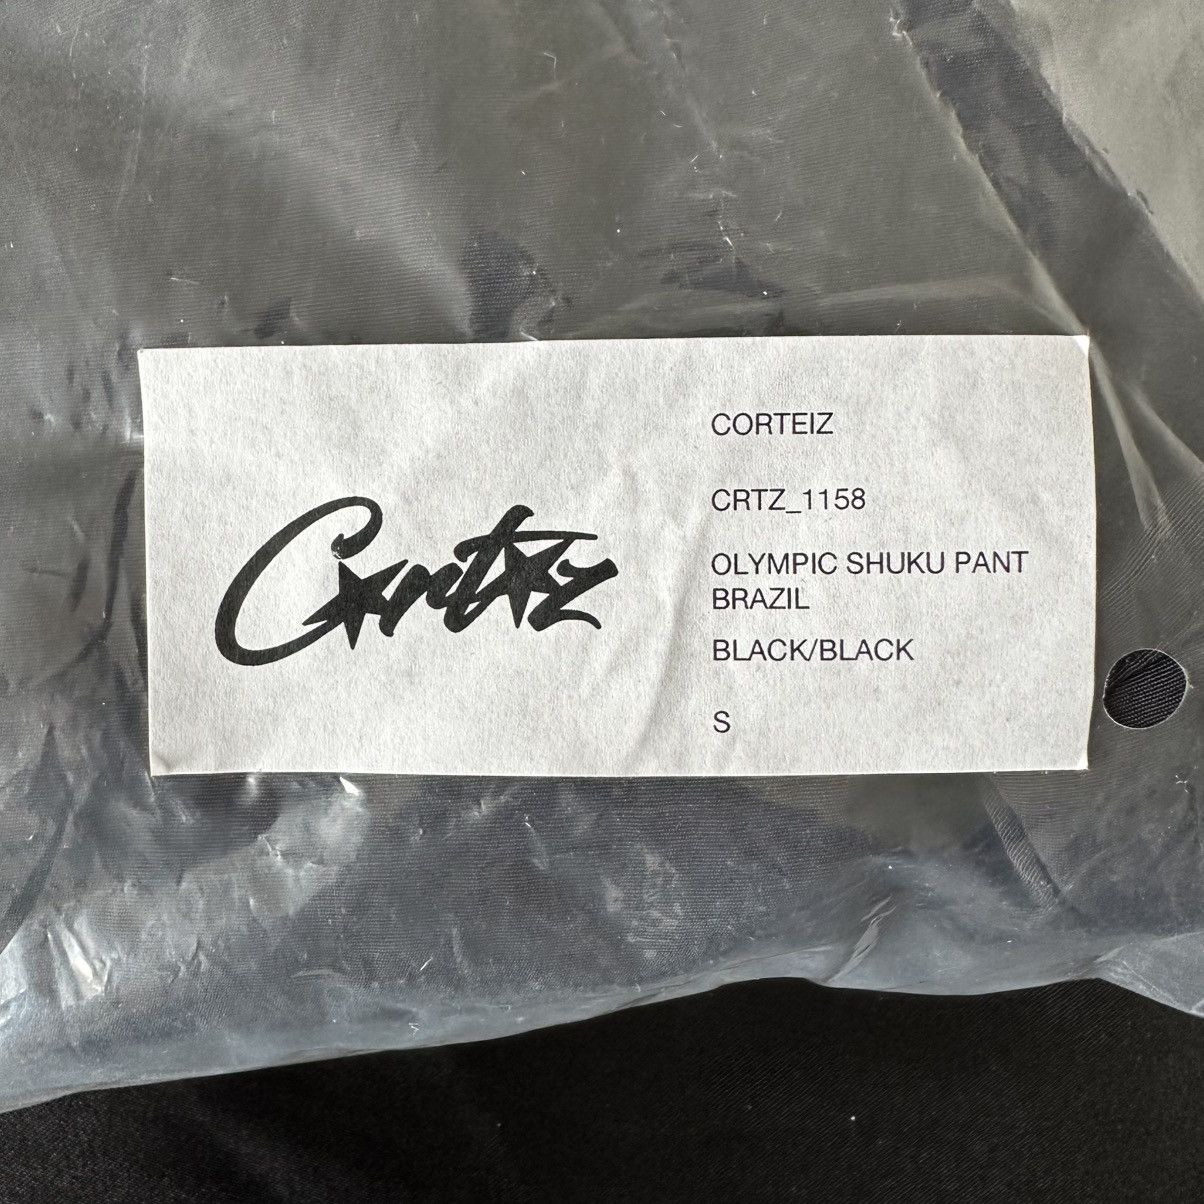 Crtz
CORTEIZ
CRTZ_1158
OLYMPIC SHUKU PANT
BRAZIL
BLACK/BLACK
S